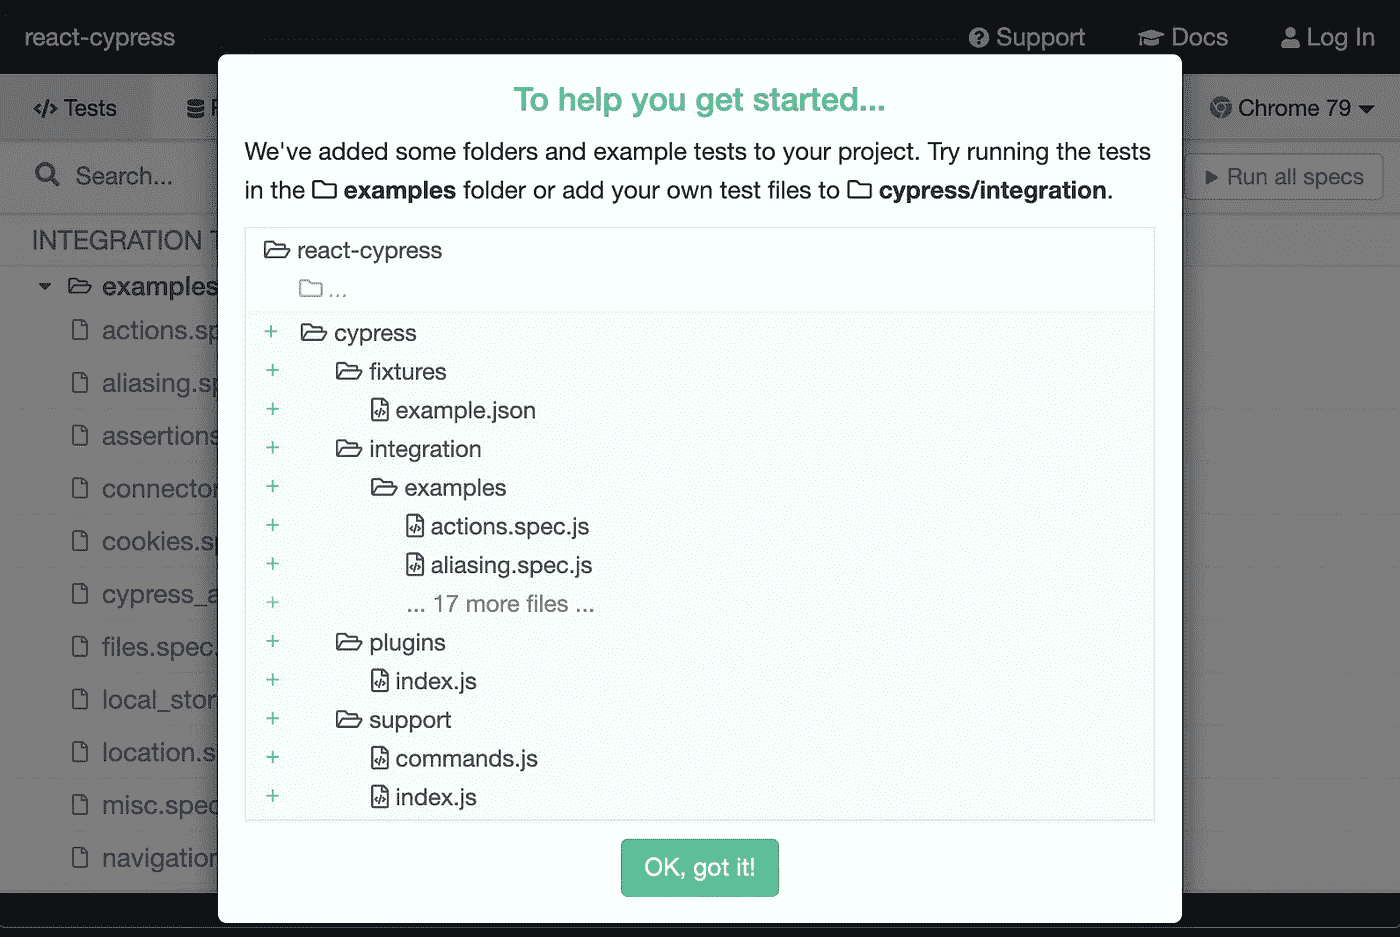 react-cypress
Support
Docs
Log In
Tests
Chrome 79
Search...
Run all specs
INTEGRATION
examples
actions.sp
aliasing.sp
assertions
connector
cookies.sp
cypress_a
files.spec.
local_stor
location.s
misc.spec
navigation
To help you get started...
We've added some folders and example tests to your project. Try running the tests
in the examples folder or add your own test files to cypress/integration.
react-cypress
...
+ cypress
+ fixtures
+ example.json
+ integration
+ examples
+ actions.spec.js
+ aliasing.spec.js
+ ... 17 more files ...
+ plugins
+ index.js
+ support
+ commands.js
+ index.js
OK, got it!